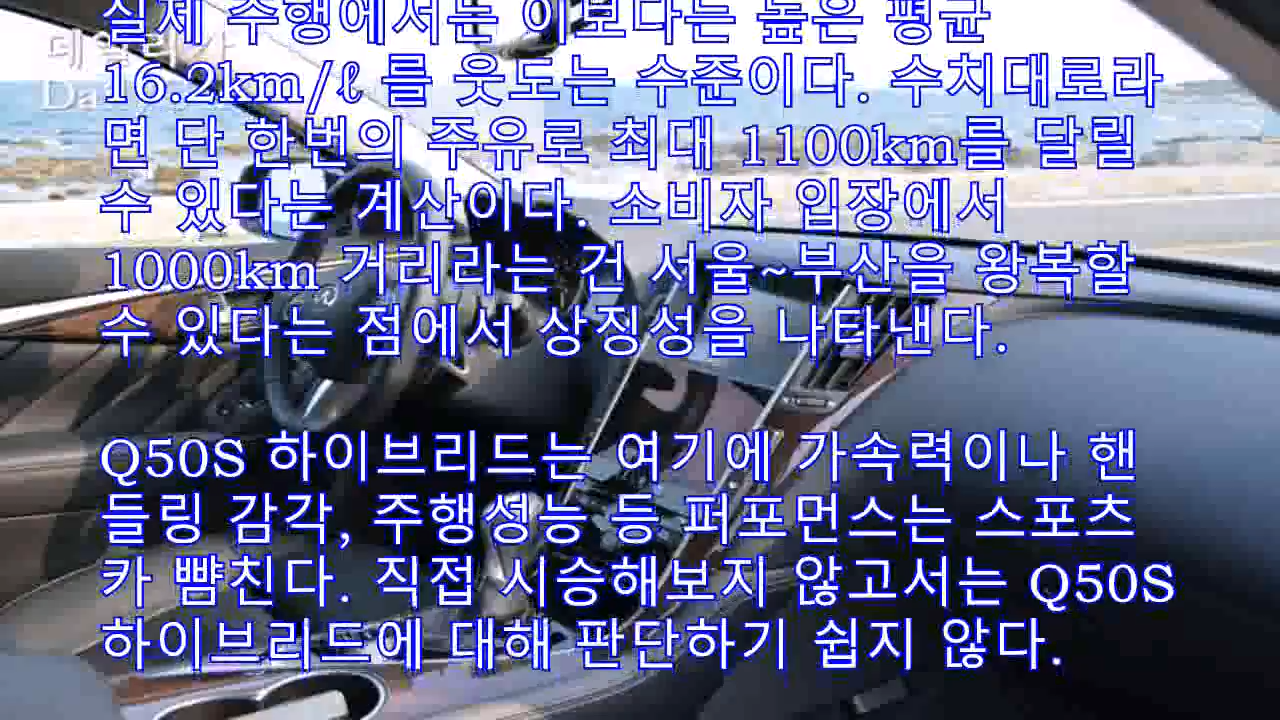 실제 주행에서는 이보다는 높은 평균
데일리카
16.2km/ℓ 를 웃도는 수준이다. 수치대로라
면 단 한번의 주유로 최대 1100km를 달릴
수 있다는 계산이다. 소비자 입장에서
1000km 거리라는 건 서울~부산을 왕복할
수 있다는 점에서 상징성을 나타낸다.
Q50S 하이브리드는 여기에 가속력이나 핸
들링 감각, 주행성능 등 퍼포먼스는 스포츠
카 뺨친다. 직접 시승해보지 않고서는 Q50S
하이브리드에 대해 판단하기 쉽지 않다.